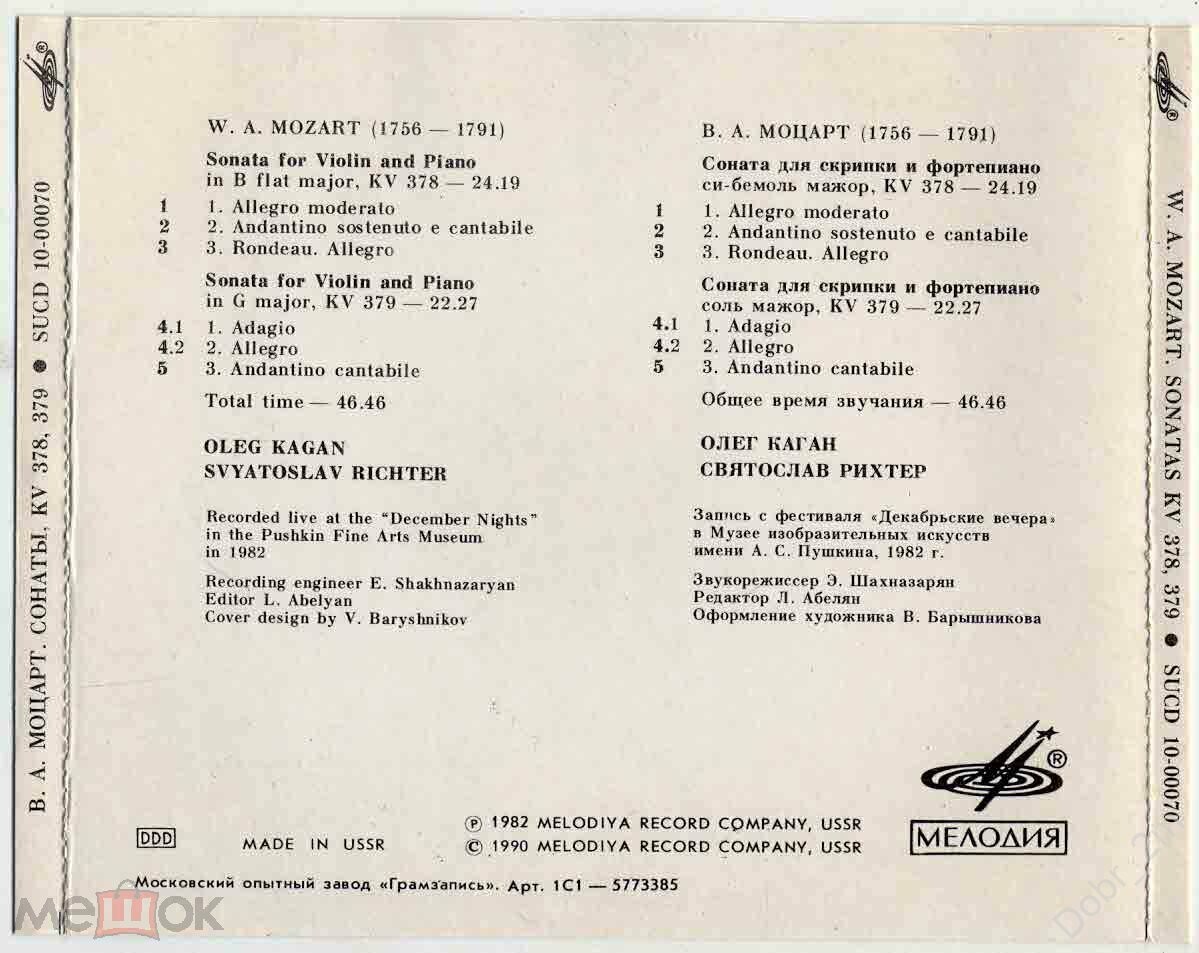 В. А. МОЦАРТ. СОНАТЫ, KV 378, 379 ● SUCD 10-00070
W. A. MOZART (1756 — 1791)
Sonata for Violin and Piano
in B flat major, KV 378 — 24.19
1 1. Allegro moderato
2 2. Andantino sostenuto e cantabile
3 3. Rondeau. Allegro
Sonata for Violin and Piano
in G major, KV 379 — 22.27
4.1 1. Adagio
4.2 2. Allegro
5 3. Andantino cantabile
Total time — 46.46
OLEG KAGAN
SVYATOSLAV RICHTER
Recorded live at the “December Nights”
in the Pushkin Fine Arts Museum
in 1982
Recording engineer E. Shakhnazaryan
Editor L. Abelyan
Cover design by V. Baryshnikov
В. А. МОЦАРТ (1756 — 1791)
Соната для скрипки и фортепиано
си-бемоль мажор, KV 378 — 24.19
1 1. Allegro moderato
2 2. Andantino sostenuto e cantabile
3 3. Rondeau. Allegro
Соната для скрипки и фортепиано
соль мажор, KV 379 — 22.27
4.1 1. Adagio
4.2 2. Allegro
5 3. Andantino cantabile
Общее время звучания — 46.46
ОЛЕГ КАГАН
СВЯТОСЛАВ РИХТЕР
Запись с фестиваля «Декабрьские вечера»
в Музее изобразительных искусств
имени А. С. Пушкина, 1982 г.
Звукорежиссер Э. Шахназарян
Редактор Л. Абелян
Оформление художника В. Барышникова
W. A. MOZART. SONATAS KV 378, 379 ● SUCD 10-00070
®
МЕЛОДИЯ
DDD
MADE IN USSR
℗ 1982 MELODIYA RECORD COMPANY, USSR
© 1990 MELODIYA RECORD COMPANY, USSR
Московский опытный завод «Грамзапись». Арт. 1С1 — 5773385
мешок